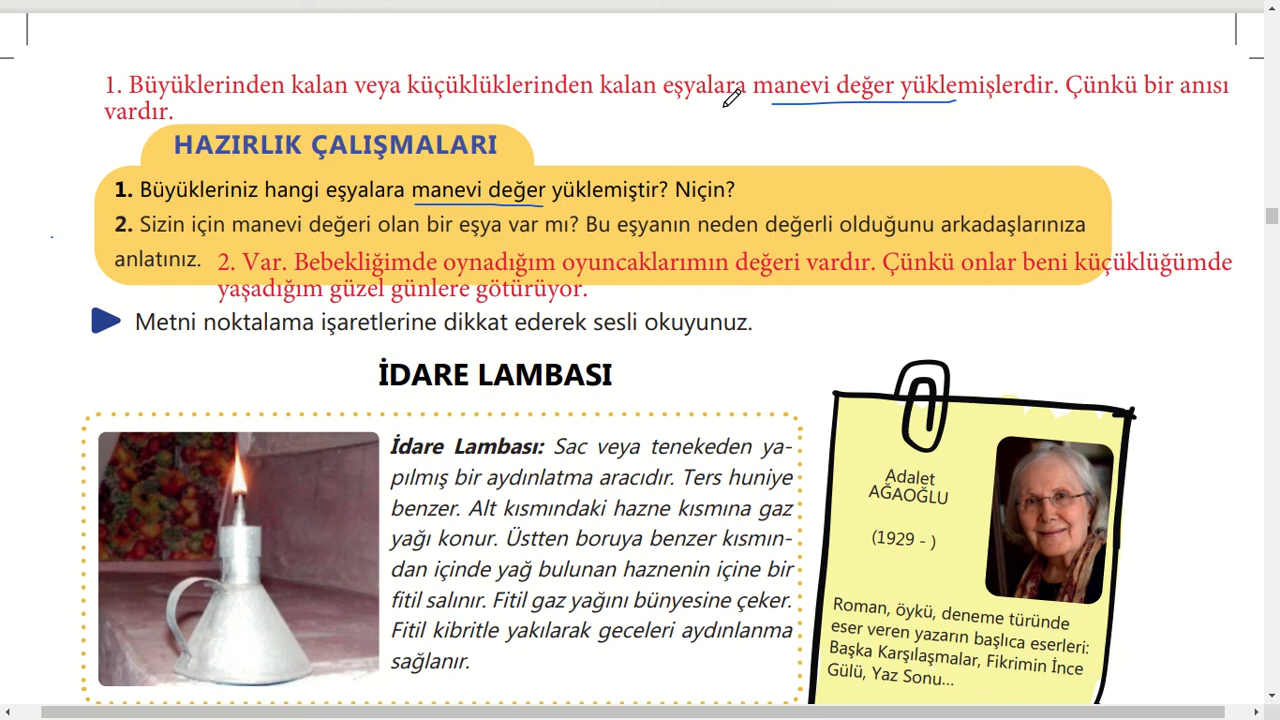 1. Büyüklerinden kalan veya küçüklüklerinden kalan eşyalara manevi değer yüklemişlerdir. Çünkü bir anısı
vardır.
HAZIRLIK ÇALIŞMALARI
1. Büyükleriniz hangi eşyalara manevi değer yüklemiştir? Niçin?
2. Sizin için manevi değeri olan bir eşya var mı? Bu eşyanın neden değerli olduğunu arkadaşlarınıza
anlatınız.
2. Var. Bebekliğimde oynadığım oyuncaklarımın değeri vardır. Çünkü onlar beni küçüklüğümde
yaşadığım güzel günlere götürüyor.
Metni noktalama işaretlerine dikkat ederek sesli okuyunuz.
İDARE LAMBASI
İdare Lambası: Sac veya tenekeden ya-
pılmış bir aydınlatma aracıdır. Ters huniye
benzer. Alt kısmındaki hazne kısmına gaz
yağı konur. Üstten boruya benzer kısmın-
dan içinde yağ bulunan haznenin içine bir
fitil salınır. Fitil gaz yağını bünyesine çeker.
Fitil kibritle yakılarak geceleri aydınlanma
sağlanır.
Adalet
AĞAOĞLU
(1929 - )
Roman, öykü, deneme türünde
eser veren yazarın başlıca eserleri:
Başka Karşılaşmalar, Fikrimin İnce
Gülü, Yaz Sonu...